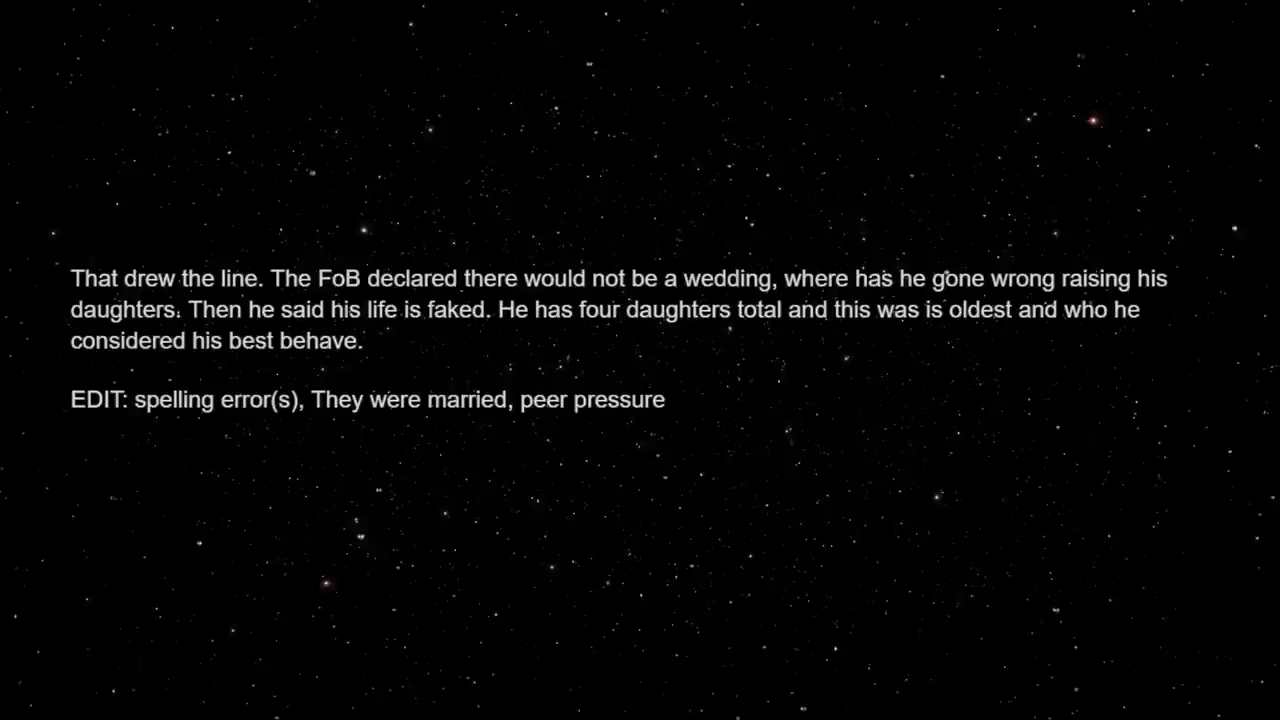 That drew the line. The FoB declared there would not be a wedding, where has he gone wrong raising his
daughters. Then he said his life is faked. He has four daughters total and this was is oldest and who he
considered his best behave.
EDIT: spelling error(s), They were married, peer pressure